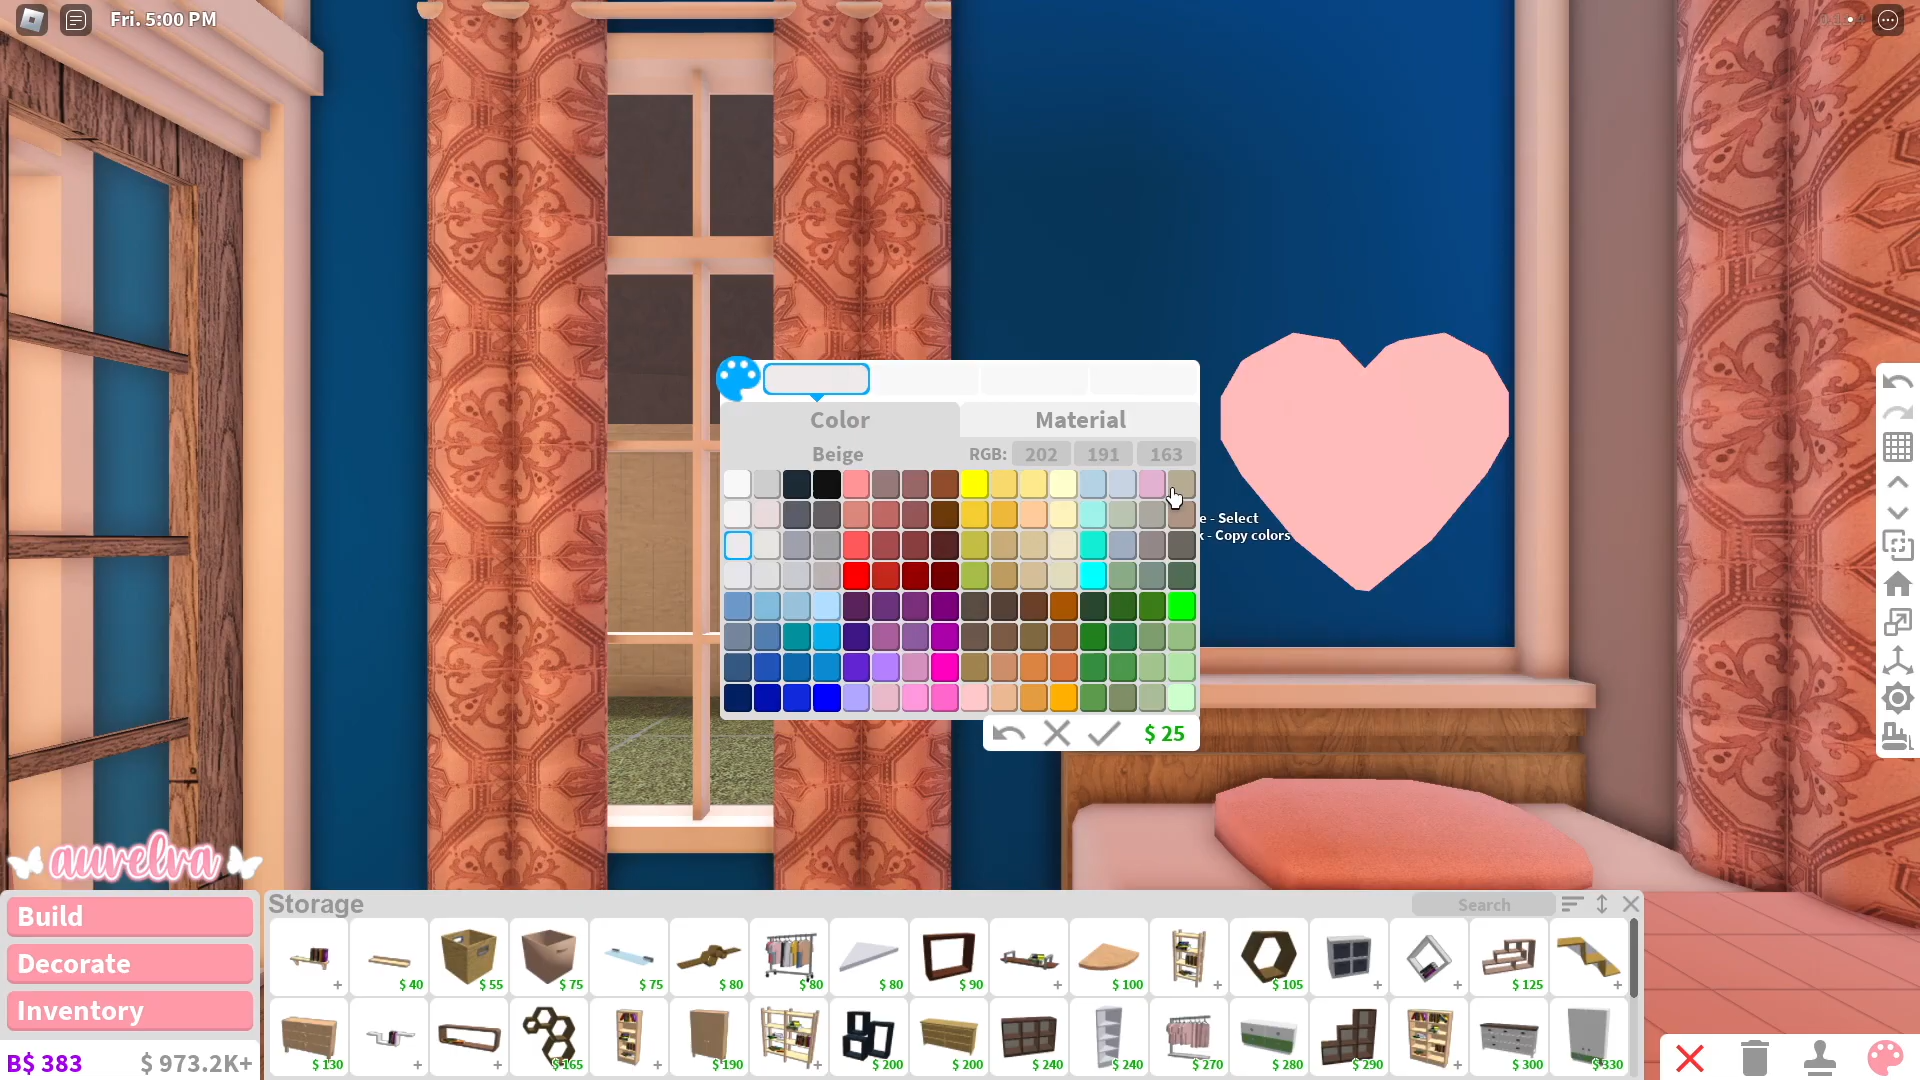 Fri. 5:00 PM
Color
Material
Beige
RGB: 202 191 163
e - Select
k - Copy colors
$ 25
aurelva
Build
Decorate
Inventory
B$ 383
$ 973.2K+
Storage
Search
+ $ 40 $ 55 $ 75 $ 75 $ 80 $ 80 $ 80 $ 90 + $ 100 + $ 105 + + $ 125 +
$ 130 + + $ 165 + $ 190 + $ 200 $ 200 $ 240 $ 240 $ 270 $ 280 $ 290 + $ 300 $ 330